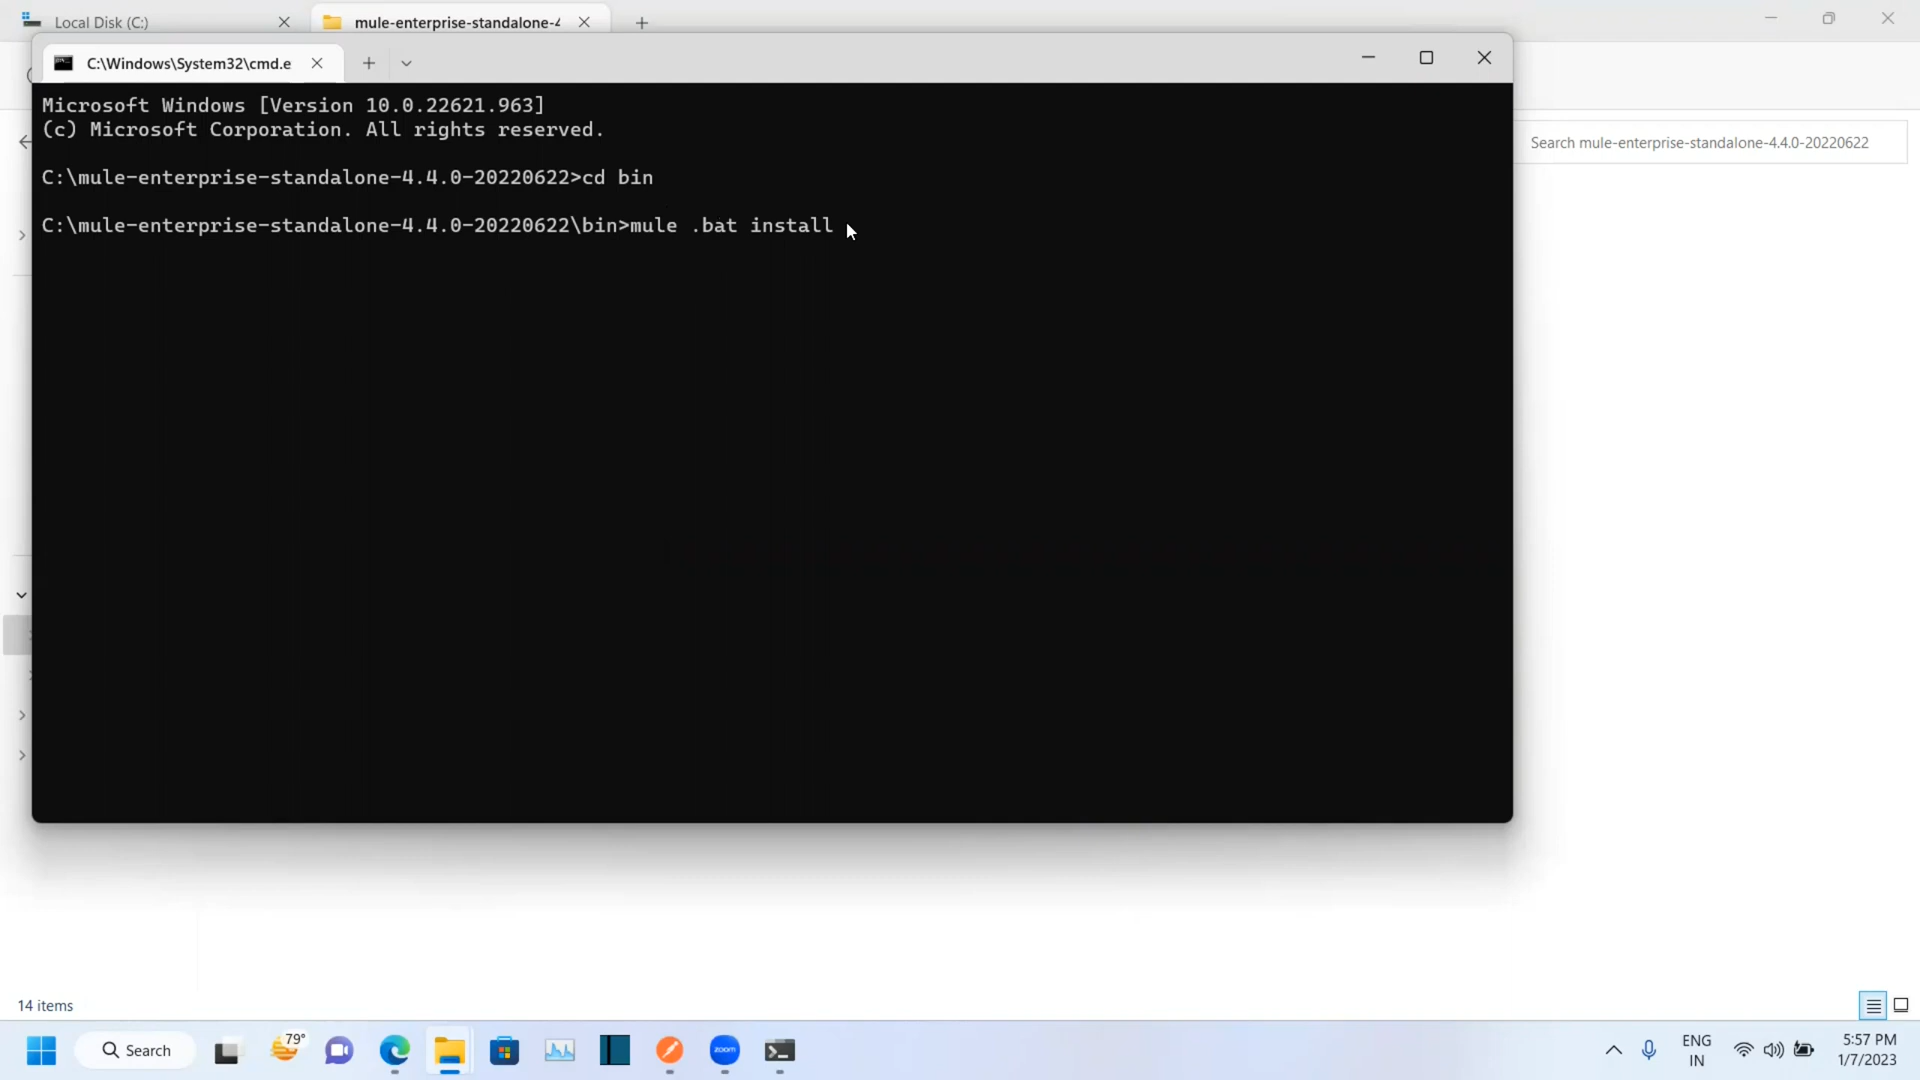 Local Disk (C:)
mule-enterprise-standalone-4
C:\Windows\System32\cmd.e
Microsoft Windows [Version 10.0.22621.963]
(c) Microsoft Corporation. All rights reserved.
Search mule-enterprise-standalone-4.4.0-20220622
C:\mule-enterprise-standalone-4.4.0-20220622>cd bin
C:\mule-enterprise-standalone-4.4.0-20220622\bin>mule .bat install
14 items
Search
79°
zoom
ENG
IN
5:57 PM
1/7/2023